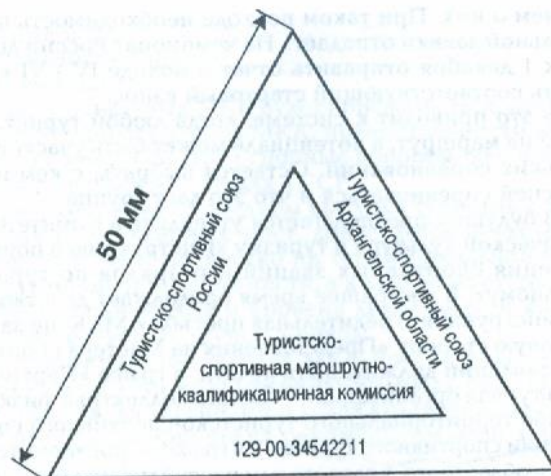 50 мм
Туристско-спортивный союз
России
Туристско-спортивный союз
Архангельской области
Туристско-
спортивная маршрутно-
квалификационная комиссия
129-00-34542211